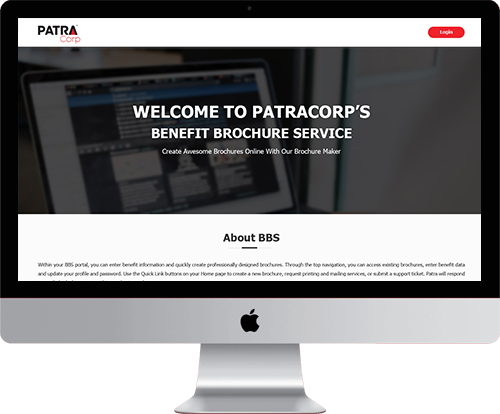 PATRA
Corp
Login
WELCOME TO PATRACORP'S
BENEFIT BROCHURE SERVICE
Create Awesome Brochures Online With Our Brochure Maker
About BBS
Within your BBS portal, you can enter benefit information and quickly create professionally designed brochures. Through the top navigation, you can access existing brochures, enter benefit data
and update your profile and password. Use the Quick Link buttons on your Home page to create a new brochure, request printing and mailing services, or submit a support ticket. Patra will respond